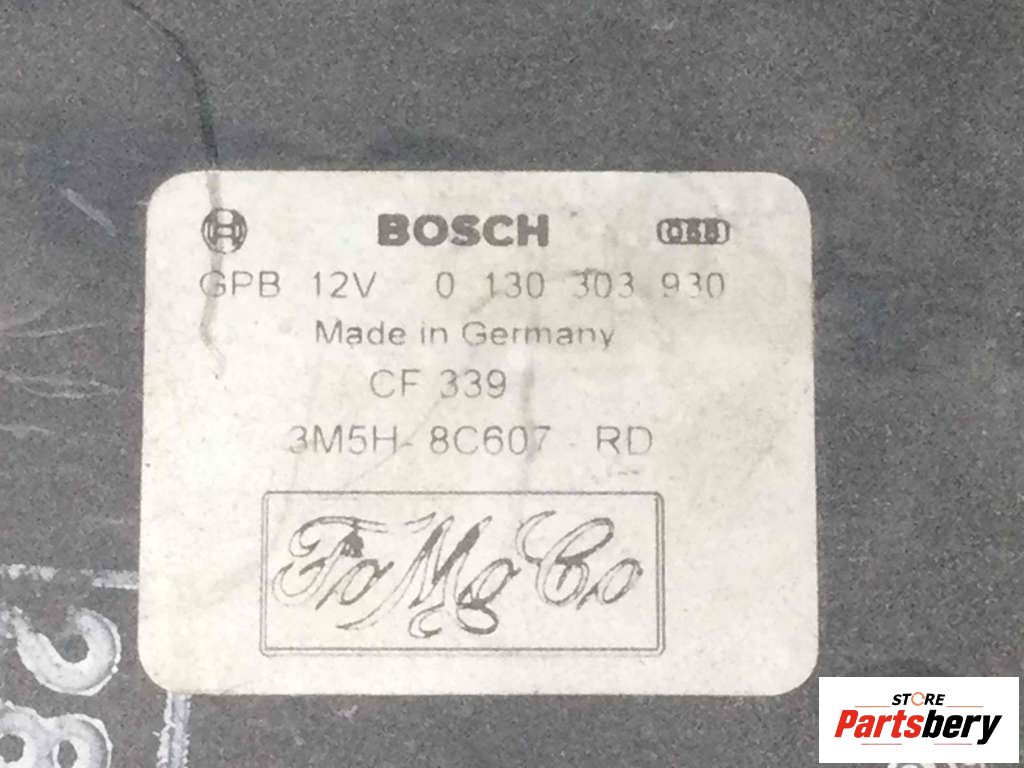 BOSCH
GPB 12V 0 130 303 930
Made in Germany
CF 339
3M5H-8C607-RD
FoMoCo
STORE
Partsbery